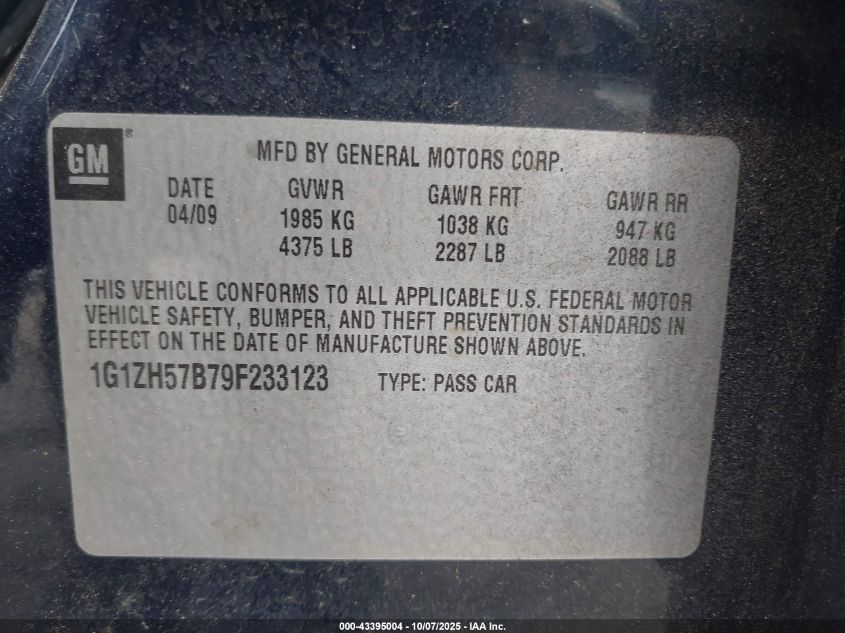 GM
MFD BY GENERAL MOTORS CORP.
DATE GVWR GAWR FRT GAWR RR
04/09 1985 KG 1038 KG 947 KG
4375 LB 2287 LB 2088 LB
THIS VEHICLE CONFORMS TO ALL APPLICABLE U.S. FEDERAL MOTOR
VEHICLE SAFETY, BUMPER, AND THEFT PREVENTION STANDARDS IN
EFFECT ON THE DATE OF MANUFACTURE SHOWN ABOVE.
1G1ZH57B79F233123 TYPE: PASS CAR
000-43395004 - 10/07/2025 - IAA Inc.